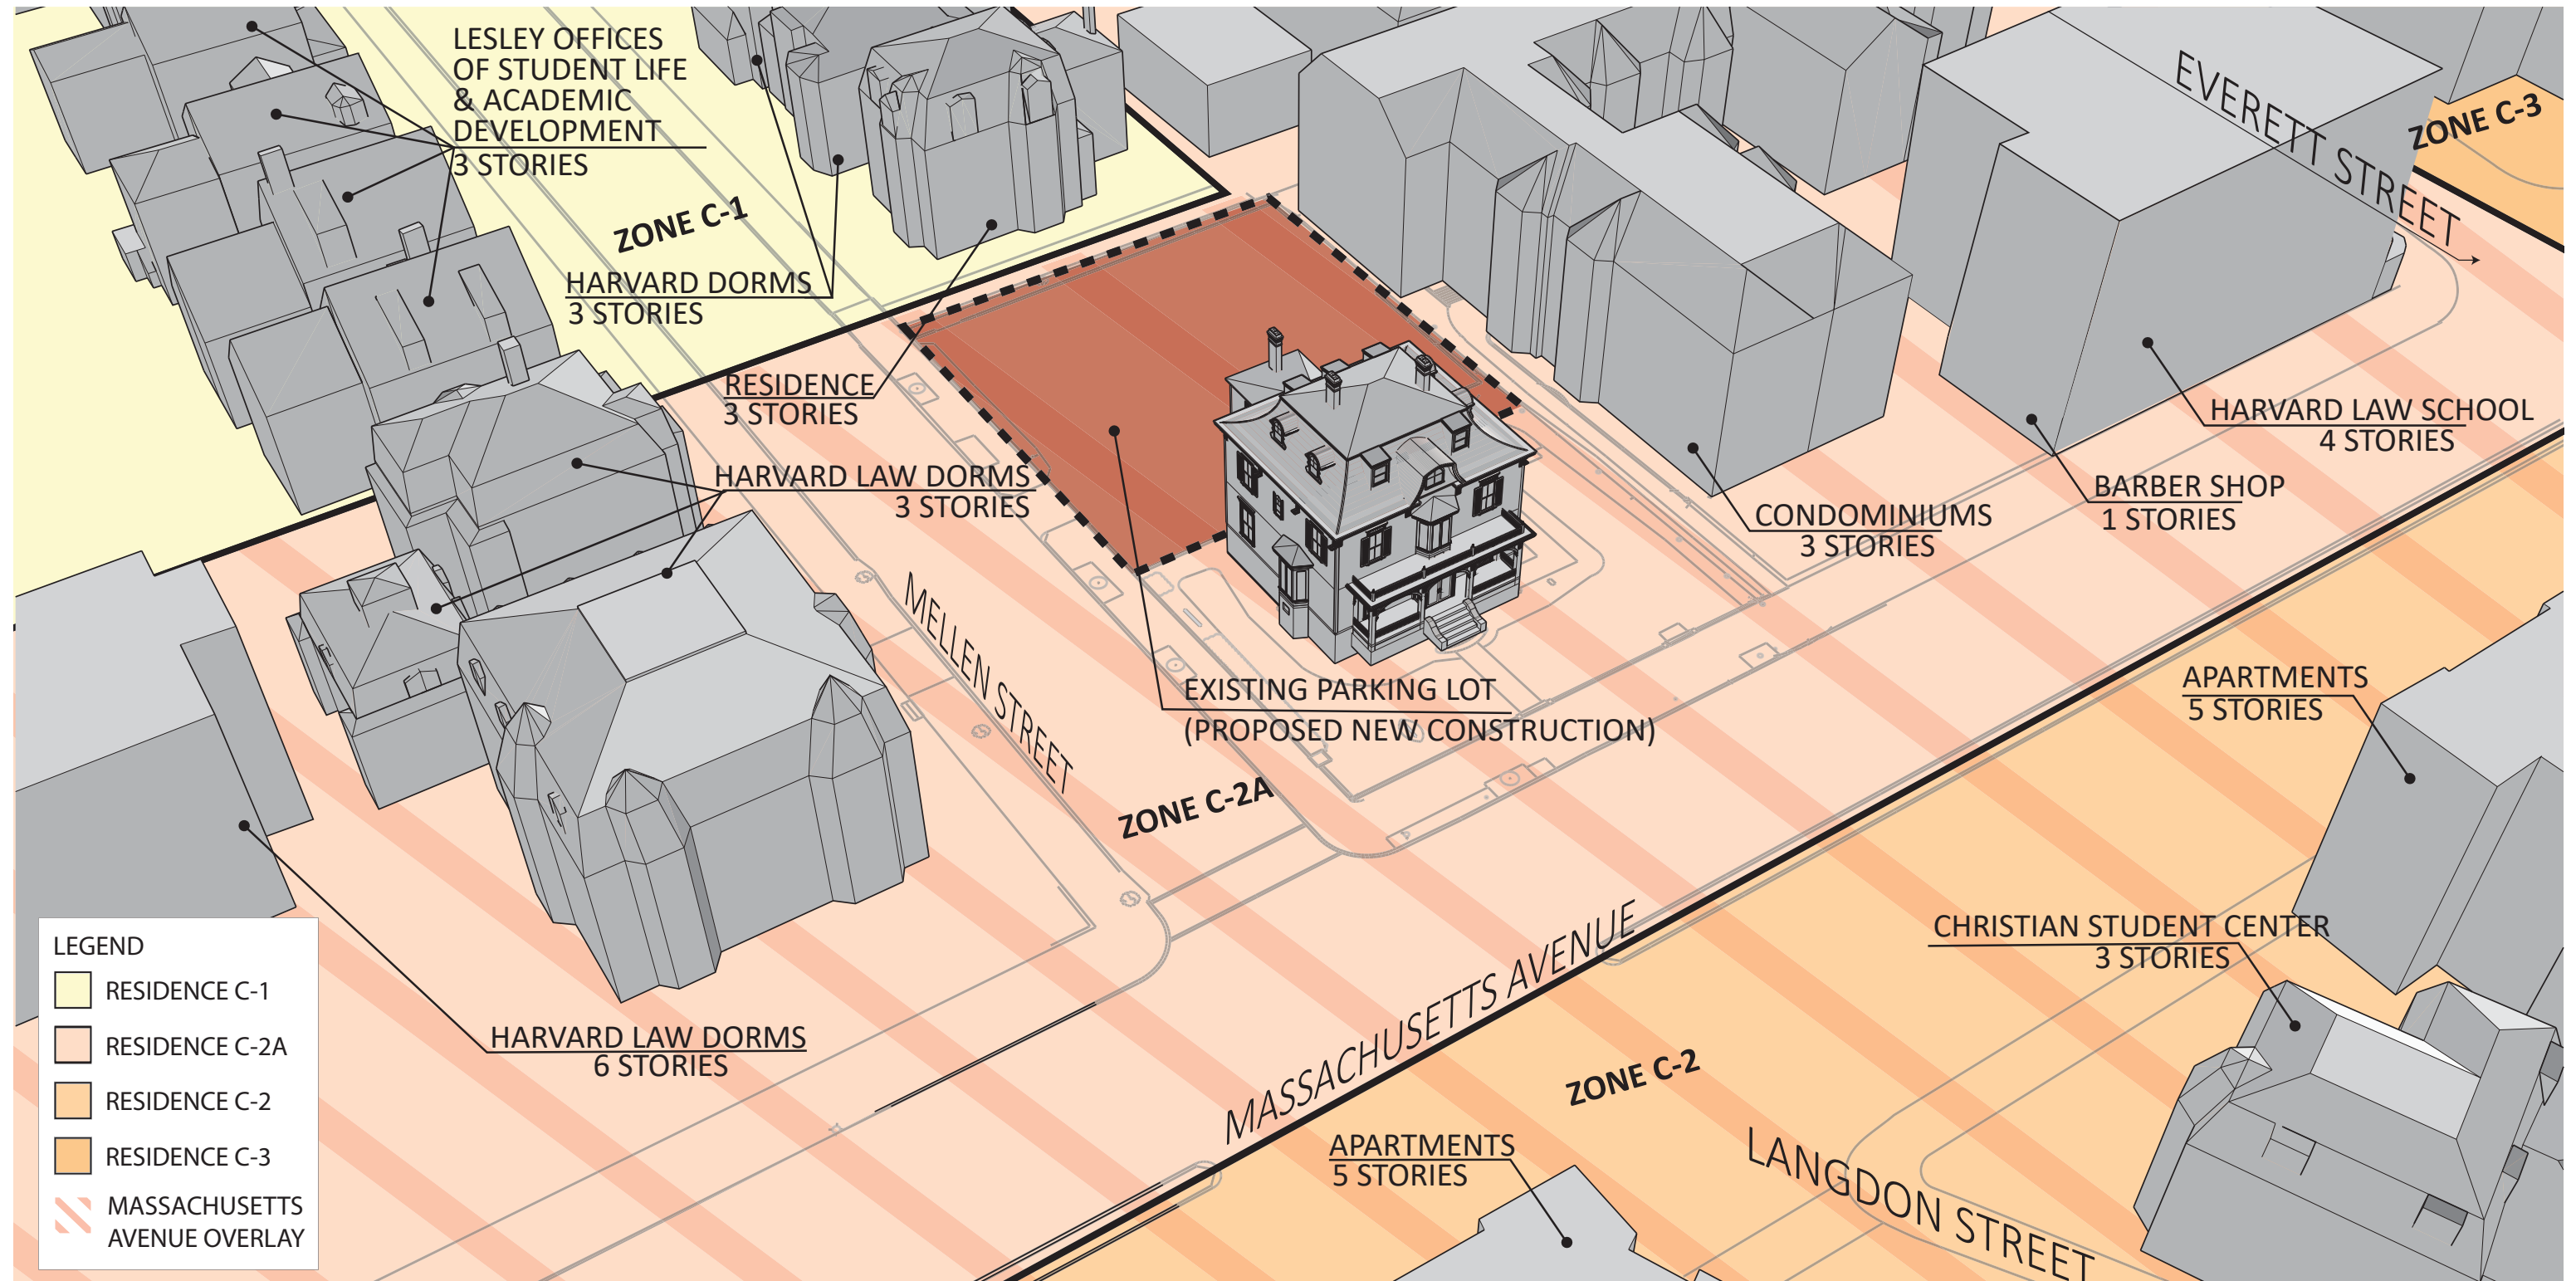 LESLEY OFFICES
OF STUDENT LIFE
& ACADEMIC
DEVELOPMENT
3 STORIES
EVERETT STREET
ZONE C-3
ZONE C-1
HARVARD DORMS
3 STORIES
RESIDENCE
3 STORIES
HARVARD LAW SCHOOL
4 STORIES
HARVARD LAW DORMS
3 STORIES
BARBER SHOP
1 STORIES
CONDOMINIUMS
3 STORIES
MELLEN STREET
EXISTING PARKING LOT
(PROPOSED NEW CONSTRUCTION)
APARTMENTS
5 STORIES
ZONE C-2A
MASSACHUSETTS AVENUE
CHRISTIAN STUDENT CENTER
3 STORIES
HARVARD LAW DORMS
6 STORIES
ZONE C-2
APARTMENTS
5 STORIES
LANGDON STREET
LEGEND
RESIDENCE C-1
RESIDENCE C-2A
RESIDENCE C-2
RESIDENCE C-3
MASSACHUSETTS
AVENUE OVERLAY